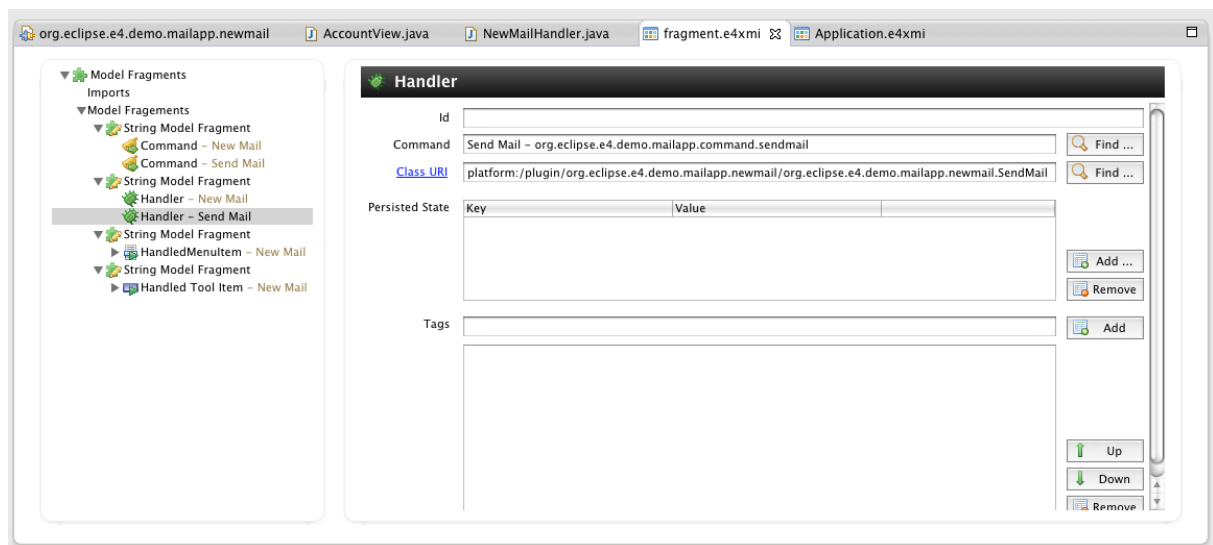 org.eclipse.e4.demo.mailapp.newmail AccountView.java NewMailHandler.java fragment.e4xmi Application.e4xmi
Model Fragments
Imports
Model Fragements
String Model Fragment
Command – New Mail
Command – Send Mail
String Model Fragment
Handler – New Mail
Handler – Send Mail
String Model Fragment
HandledMenuItem – New Mail
String Model Fragment
Handled Tool Item – New Mail
Handler
Id
Command Send Mail – org.eclipse.e4.demo.mailapp.command.sendmail Find ...
Class URI platform:/plugin/org.eclipse.e4.demo.mailapp.newmail/org.eclipse.e4.demo.mailapp.newmail.SendMail Find ...
Persisted State Key Value
Add ...
Remove
Tags Add
Up
Down
Remove